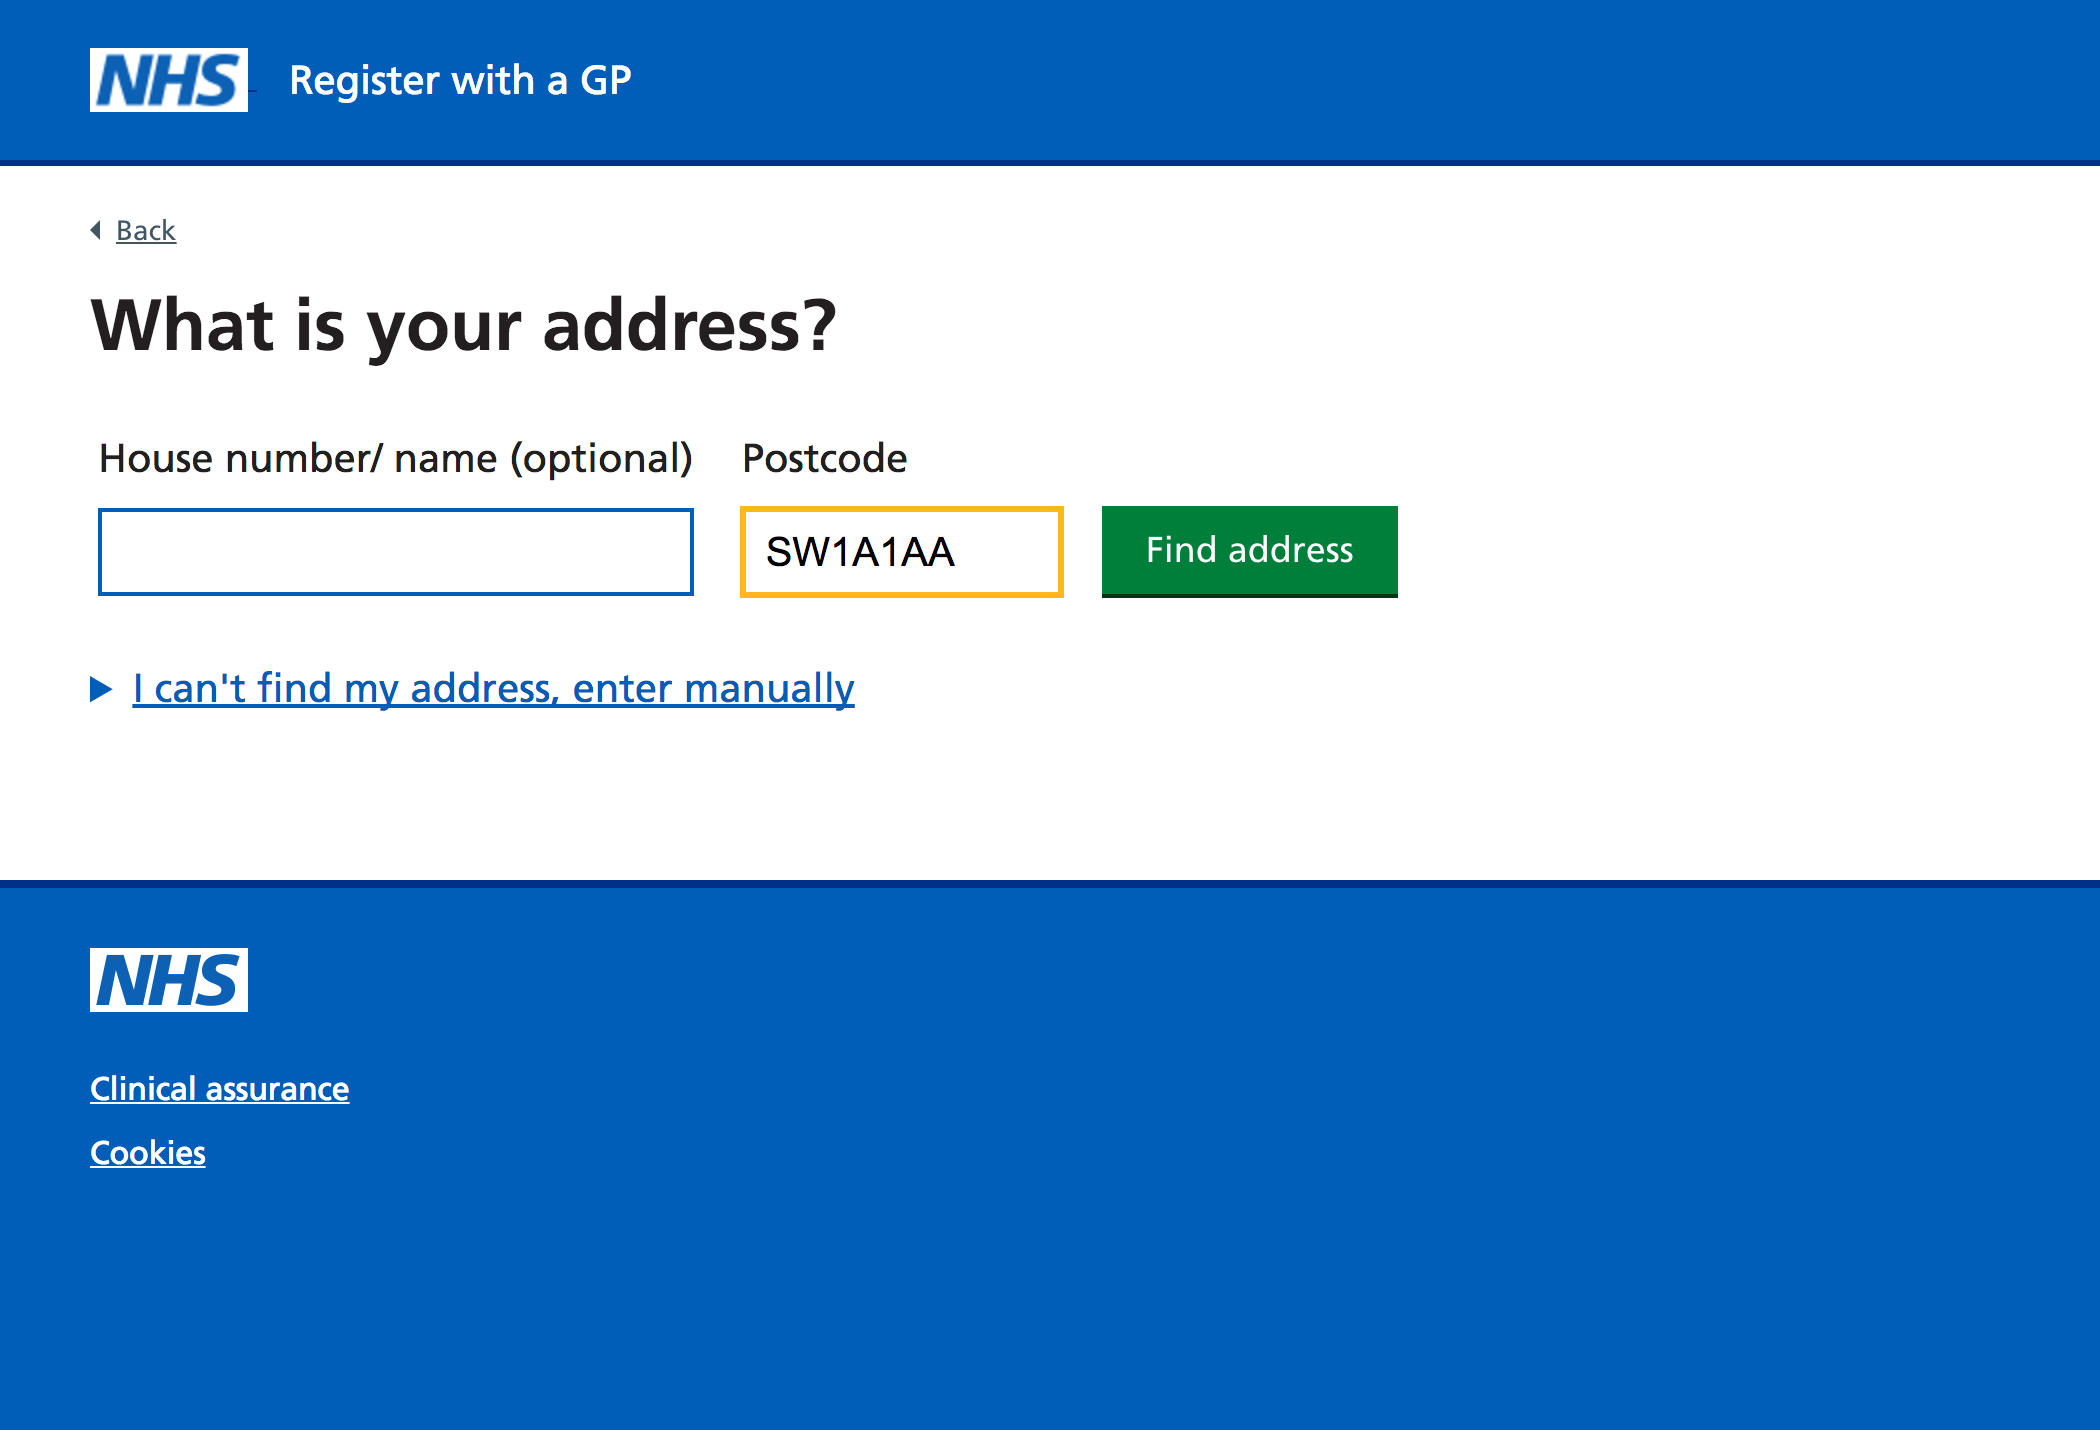 NHS Register with a GP
Back
What is your address?
House number/ name (optional) Postcode
SW1A1AA Find address
I can't find my address, enter manually
NHS
Clinical assurance
Cookies